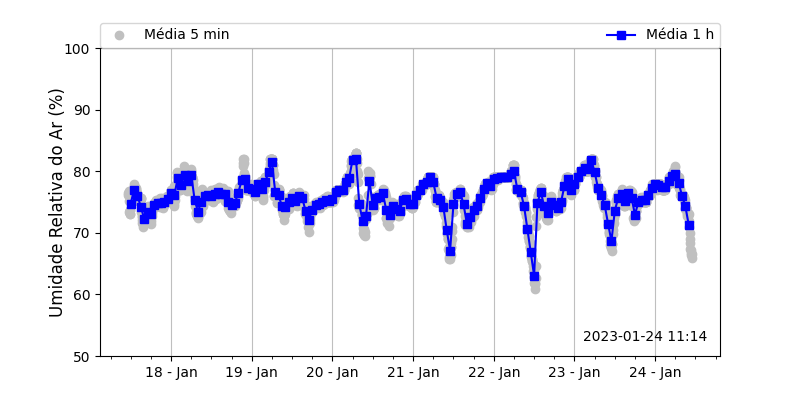 Média 5 min
Média 1 h
Umidade Relativa do Ar (%)
100
90
80
70
60
50
2023-01-24 11:14
18 - Jan
19 - Jan
20 - Jan
21 - Jan
22 - Jan
23 - Jan
24 - Jan